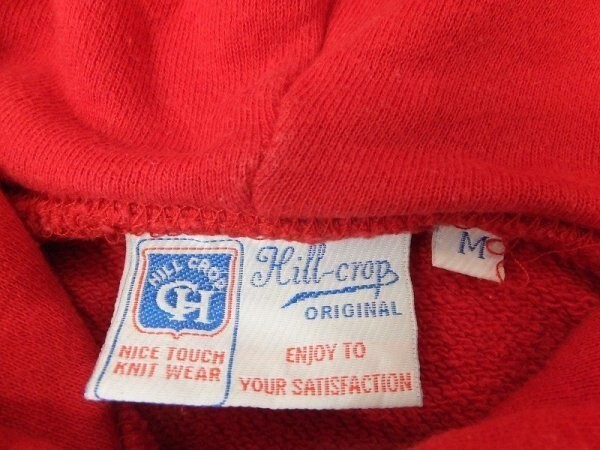 HILL CROP
CH
NICE TOUCH
KNIT WEAR
Hill-crop
ORIGINAL
ENJOY TO
YOUR SATISFACTION
M